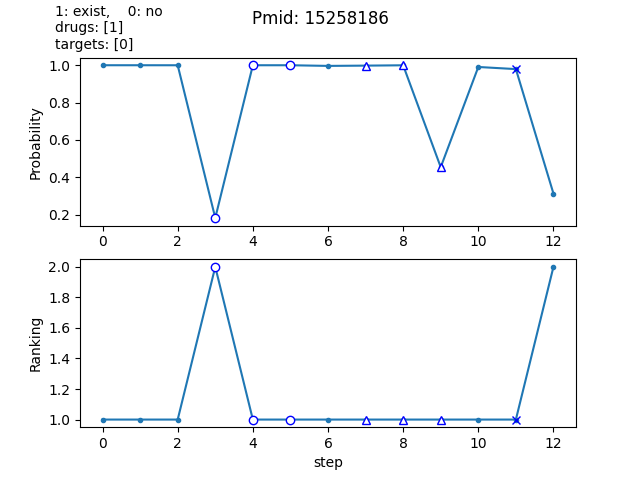 1: exist,    0: no
drugs: [1]
targets: [0]
Pmid: 15258186
Probability
1.0
0.8
0.6
0.4
0.2
0 2 4 6 8 10 12
Ranking
2.0
1.8
1.6
1.4
1.2
1.0
0 2 4 6 8 10 12
step